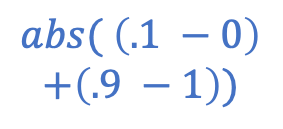 abs( (.1 − 0)
+(.9 − 1))